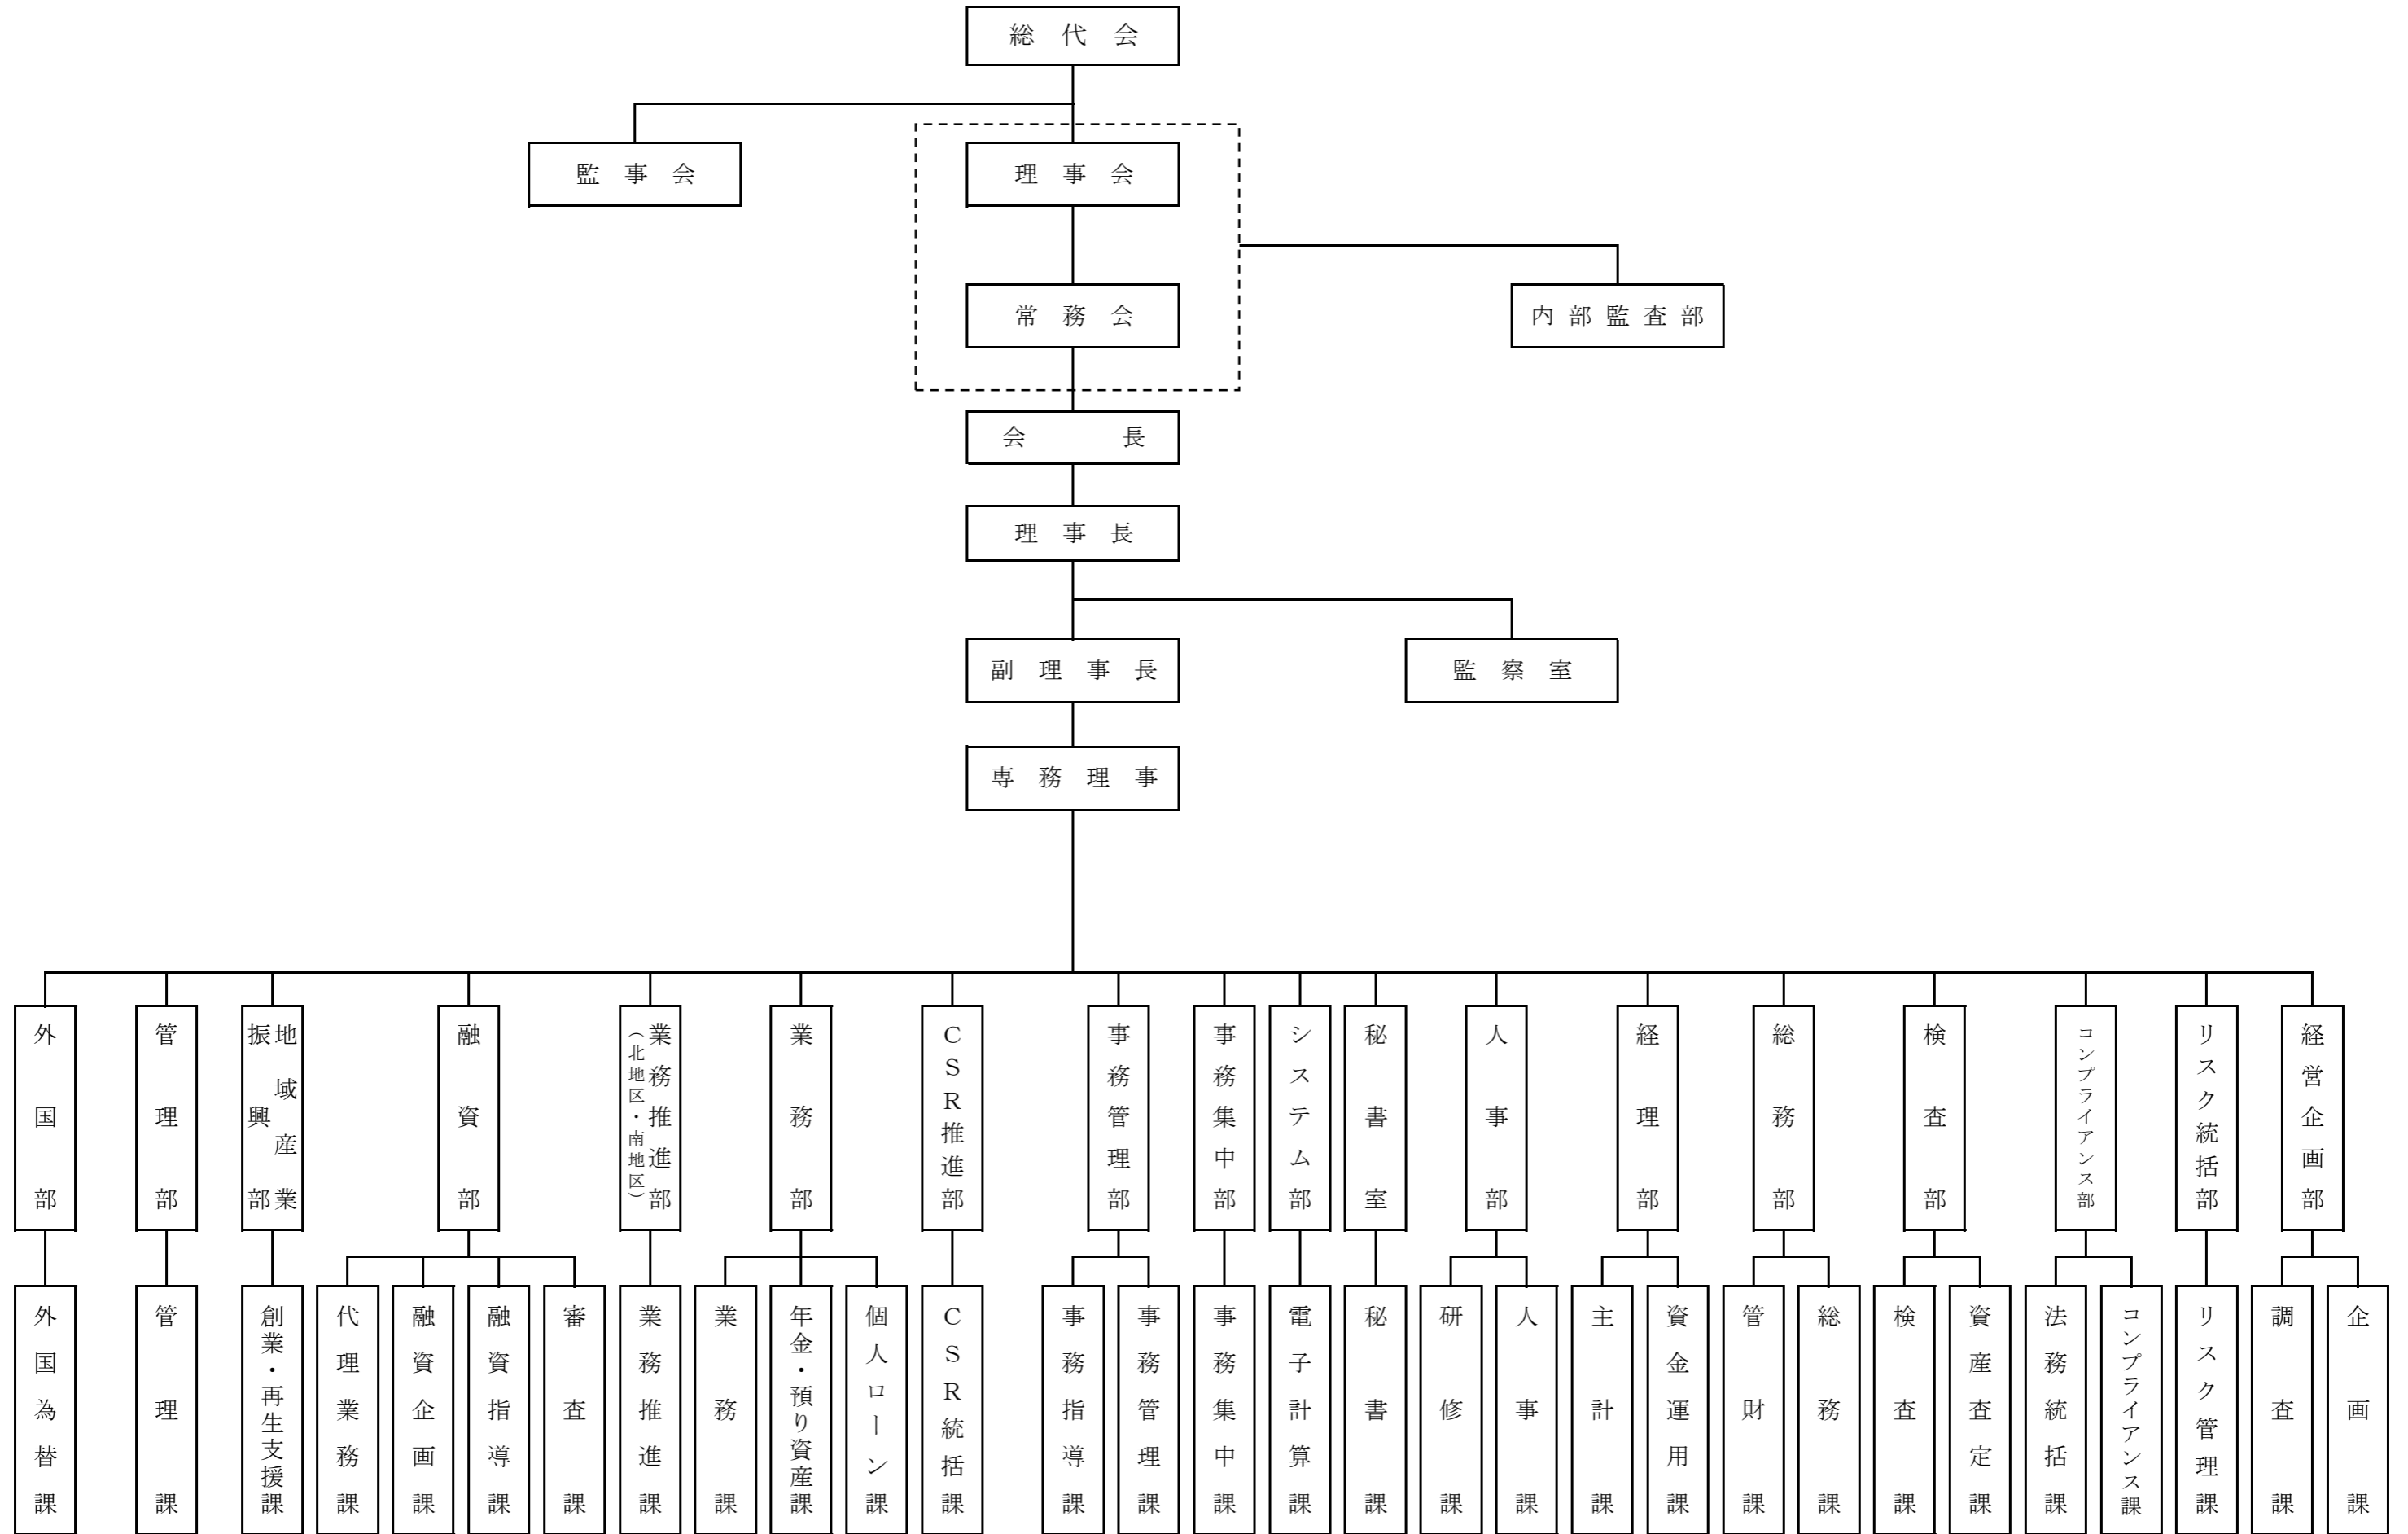 総代会
監事会
理事会
常務会
内部監査部
会長
理事長
副理事長
監察室
専務理事
外国部
管理部
地域産業
振興部
融資部
業務推進部
（北地区・南地区）
業務部
CSR推進部
事務管理部
事務集中部
システム部
秘書室
人事部
経理部
総務部
検査部
コンプライアンス部
リスク統括部
経営企画部
外国為替課
管理課
創業・再生支援課
代理業務課
融資企画課
融資指導課
審査課
業務推進課
業務課
年金・預り資産課
個人ローン課
CSR統括課
事務指導課
事務管理課
事務集中課
電子計算課
秘書課
研修課
人事課
主計課
資金運用課
管財課
総務課
検査課
資産査定課
法務統括課
コンプライアンス課
リスク管理課
調査課
企画課